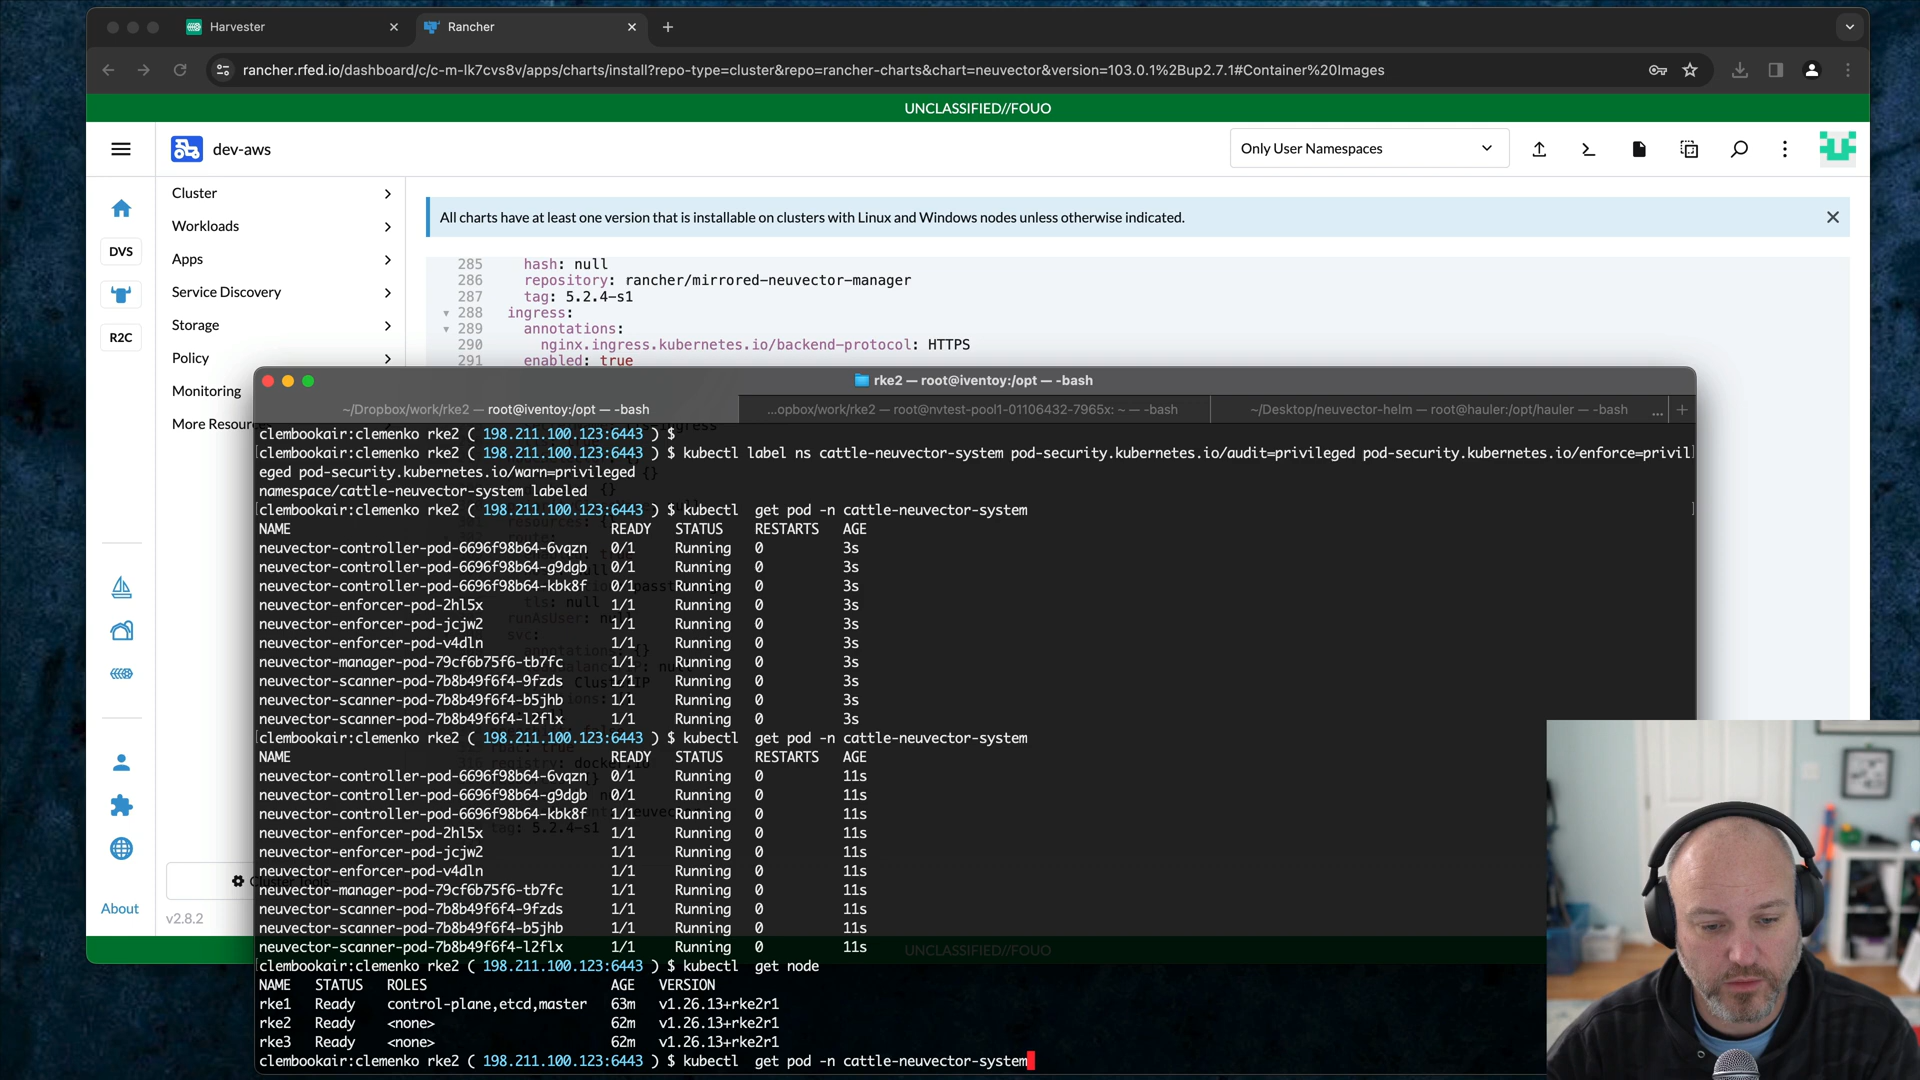 Harvester
Rancher
rancher.rfed.io/dashboard/c/c-m-lk7cvs8v/apps/charts/install?repo-type=cluster&repo=rancher-charts&chart=neuvector&version=103.0.1%2Bup2.7.1#Container%20Images
UNCLASSIFIED//FOUO
dev-aws
Only User Namespaces
DVS
R2C
About
Cluster
Workloads
Apps
Service Discovery
Storage
Policy
Monitoring
More Resour
v2.8.2
All charts have at least one version that is installable on clusters with Linux and Windows nodes unless otherwise indicated.
285 hash: null
286 repository: rancher/mirrored-neuvector-manager
287 tag: 5.2.4-s1
288 ingress:
289 annotations:
290 nginx.ingress.kubernetes.io/backend-protocol: HTTPS
291 enabled: true
rke2 — root@iventoy:/opt — -bash
~/Dropbox/work/rke2 — root@iventoy:/opt — -bash
...opbox/work/rke2 — root@nvtest-pool1-01106432-7965x: ~ — -bash
~/Desktop/neuvector-helm — root@hauler:/opt/hauler — -bash
...
clembookair:clemenko rke2 ( 198.211.100.123:6443 ) $
[clembookair:clemenko rke2 ( 198.211.100.123:6443 ) $ kubectl label ns cattle-neuvector-system pod-security.kubernetes.io/audit=privileged pod-security.kubernetes.io/enforce=privil
eged pod-security.kubernetes.io/warn=privileged
namespace/cattle-neuvector-system labeled
[clembookair:clemenko rke2 ( 198.211.100.123:6443 ) $ kubectl  get pod -n cattle-neuvector-system ]
NAME READY STATUS RESTARTS AGE
neuvector-controller-pod-6696f98b64-6vqzn 0/1 Running 0 3s
neuvector-controller-pod-6696f98b64-g9dgb 0/1 Running 0 3s
neuvector-controller-pod-6696f98b64-kbk8f 0/1 Running 0 3s
neuvector-enforcer-pod-2hl5x 1/1 Running 0 3s
neuvector-enforcer-pod-jcjw2 1/1 Running 0 3s
neuvector-enforcer-pod-v4dln 1/1 Running 0 3s
neuvector-manager-pod-79cf6b75f6-tb7fc 1/1 Running 0 3s
neuvector-scanner-pod-7b8b49f6f4-9fzds 1/1 Running 0 3s
neuvector-scanner-pod-7b8b49f6f4-b5jhb 1/1 Running 0 3s
neuvector-scanner-pod-7b8b49f6f4-l2flx 1/1 Running 0 3s
[clembookair:clemenko rke2 ( 198.211.100.123:6443 ) $ kubectl  get pod -n cattle-neuvector-system
NAME READY STATUS RESTARTS AGE
neuvector-controller-pod-6696f98b64-6vqzn 0/1 Running 0 11s
neuvector-controller-pod-6696f98b64-g9dgb 0/1 Running 0 11s
neuvector-controller-pod-6696f98b64-kbk8f 0/1 Running 0 11s
neuvector-enforcer-pod-2hl5x 1/1 Running 0 11s
neuvector-enforcer-pod-jcjw2 1/1 Running 0 11s
neuvector-enforcer-pod-v4dln 1/1 Running 0 11s
neuvector-manager-pod-79cf6b75f6-tb7fc 1/1 Running 0 11s
neuvector-scanner-pod-7b8b49f6f4-9fzds 1/1 Running 0 11s
neuvector-scanner-pod-7b8b49f6f4-b5jhb 1/1 Running 0 11s
neuvector-scanner-pod-7b8b49f6f4-l2flx 1/1 Running 0 11s
UNCLASSIFIED//FOUO
[clembookair:clemenko rke2 ( 198.211.100.123:6443 ) $ kubectl  get node
NAME STATUS ROLES AGE VERSION
rke1 Ready control-plane,etcd,master 63m v1.26.13+rke2r1
rke2 Ready <none> 62m v1.26.13+rke2r1
rke3 Ready <none> 62m v1.26.13+rke2r1
clembookair:clemenko rke2 ( 198.211.100.123:6443 ) $ kubectl  get pod -n cattle-neuvector-system